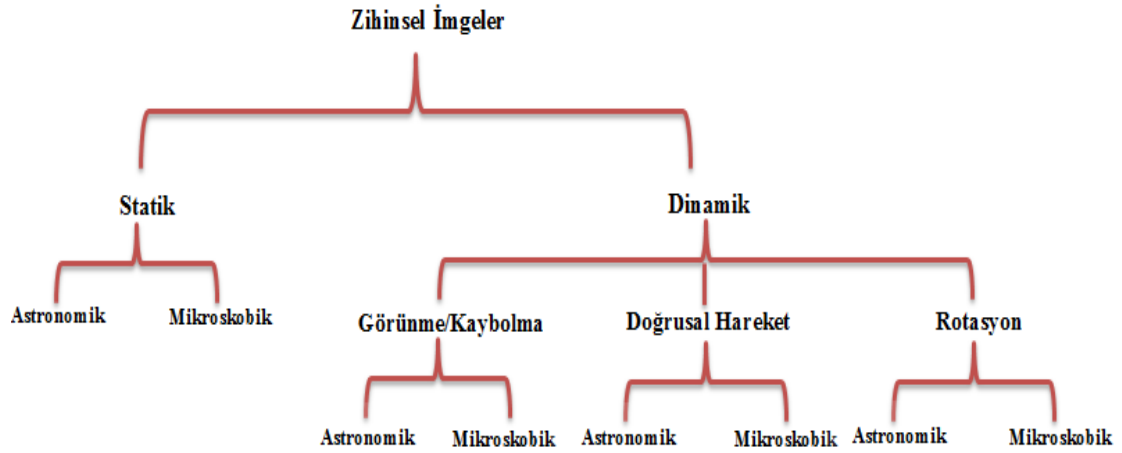 Zihinsel İmgeler
Statik
Dinamik
Astronomik
Mikroskobik
Görünme/Kaybolma
Doğrusal Hareket
Rotasyon
Astronomik
Mikroskobik
Astronomik
Mikroskobik
Astronomik
Mikroskobik